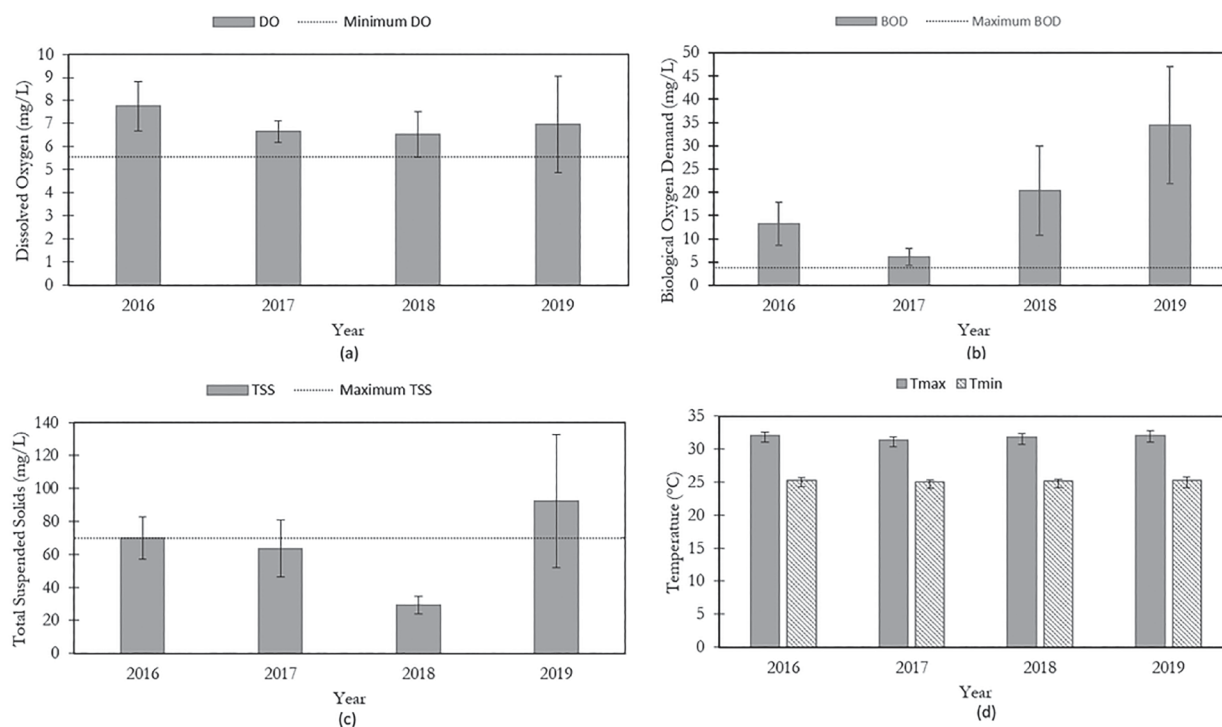 DO Minimum DO
Dissolved Oxygen (mg/L)
10
9
8
7
6
5
4
3
2
1
0
2016 2017 2018 2019
Year
(a)
BOD Maximum BOD
Biological Oxygen Demand (mg/L)
50
45
40
35
30
25
20
15
10
5
0
2016 2017 2018 2019
Year
(b)
TSS Maximum TSS
Total Suspended Solids (mg/L)
140
120
100
80
60
40
20
0
2016 2017 2018 2019
Year
(c)
Tmax Tmin
Temperature (°C)
35
30
25
20
15
10
5
0
2016 2017 2018 2019
Year
(d)